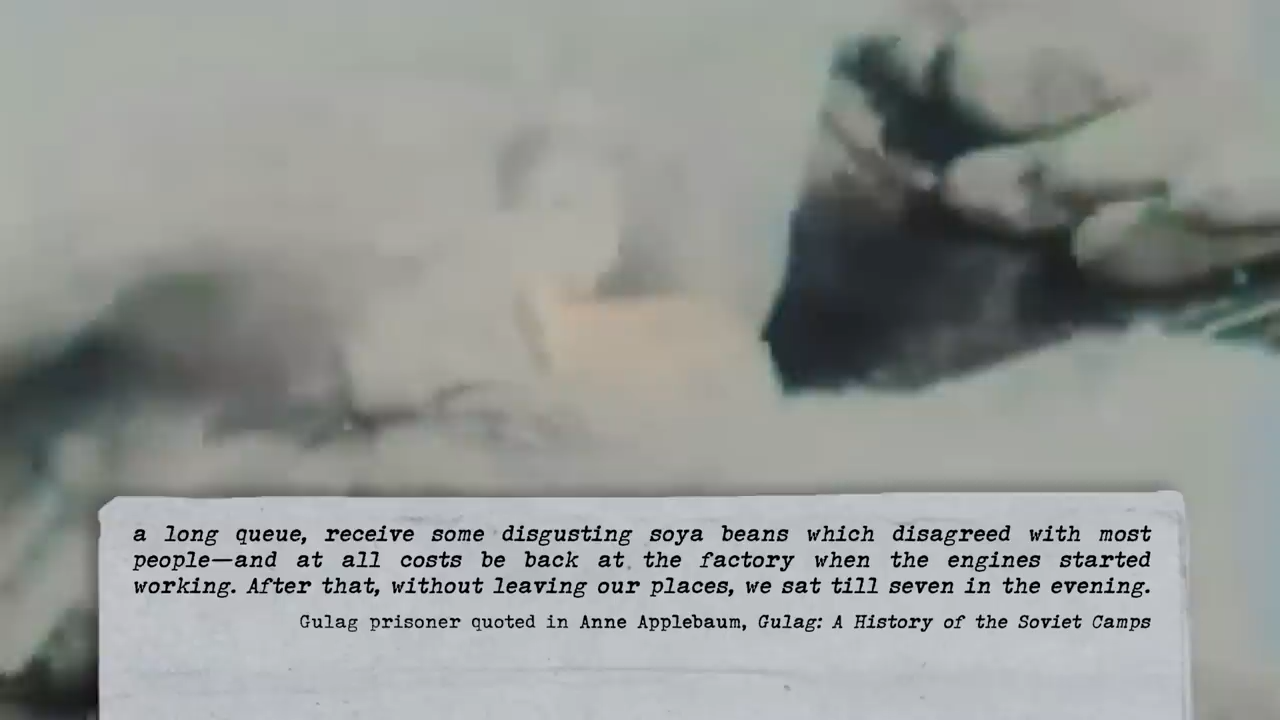 a long queue, receive some disgusting soya beans which disagreed with most
people—and at all costs be back at the factory when the engines started
working. After that, without leaving our places, we sat till seven in the evening.
Gulag prisoner quoted in Anne Applebaum, Gulag: A History of the Soviet Camps